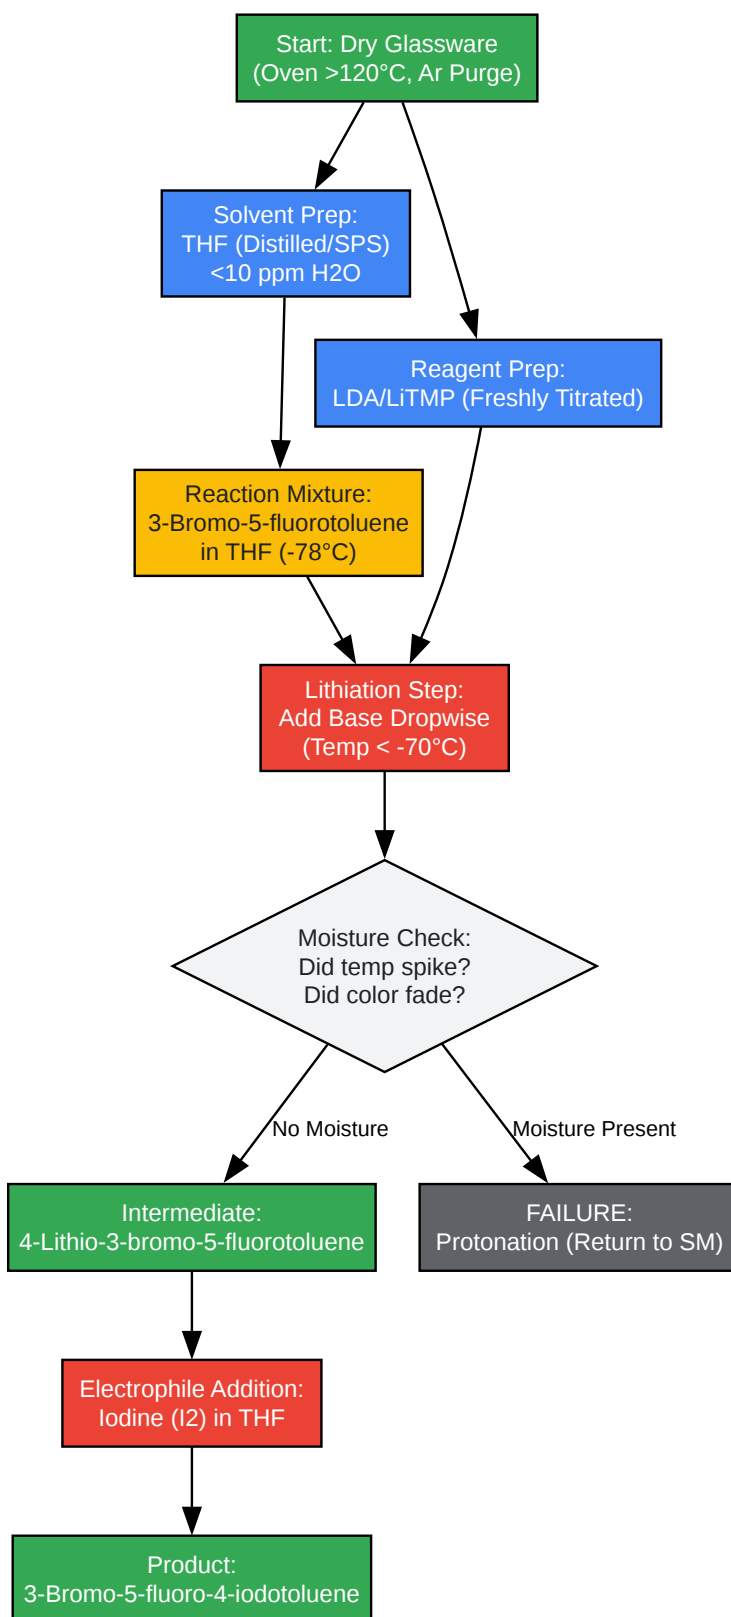 Start: Dry Glassware
(Oven >120°C, Ar Purge)
Solvent Prep:
THF (Distilled/SPS)
<10 ppm H2O
Reagent Prep:
LDA/LiTMP (Freshly Titrated)
Reaction Mixture:
3-Bromo-5-fluorotoluene
in THF (-78°C)
Lithiation Step:
Add Base Dropwise
(Temp < -70°C)
Moisture Check:
Did temp spike?
Did color fade?
No Moisture
Moisture Present
Intermediate:
4-Lithio-3-bromo-5-fluorotoluene
FAILURE:
Protonation (Return to SM)
Electrophile Addition:
Iodine (I2) in THF
Product:
3-Bromo-5-fluoro-4-iodotoluene